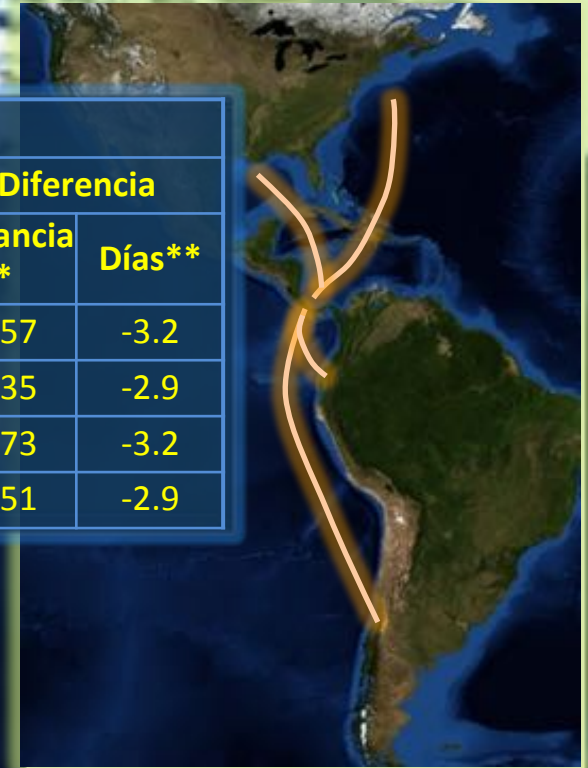 Diferencia
ancia Días**
*
57 -3.2
35 -2.9
73 -3.2
51 -2.9